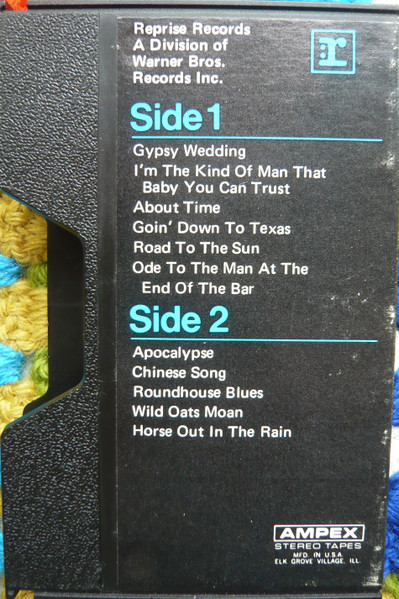 Reprise Records
A Division of
Warner Bros.
Records Inc.
r
Side 1
Gypsy Wedding
I'm The Kind Of Man That
Baby You Can Trust
About Time
Goin' Down To Texas
Road To The Sun
Ode To The Man At The
End Of The Bar
Side 2
Apocalypse
Chinese Song
Roundhouse Blues
Wild Oats Moan
Horse Out In The Rain
AMPEX
STEREO TAPES
MFD. IN U.S.A.
ELK GROVE VILLAGE, ILL.